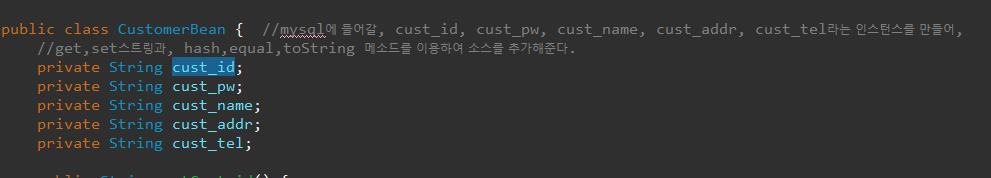 public class CustomerBean {  //mysql에 들어갈, cust_id, cust_pw, cust_name, cust_addr, cust_tel라는 인스턴스를 만들어,
//get,set스트링과, hash,equal,toString 메소드를 이용하여 소스를 추가해준다.
private String cust_id;
private String cust_pw;
private String cust_name;
private String cust_addr;
private String cust_tel;